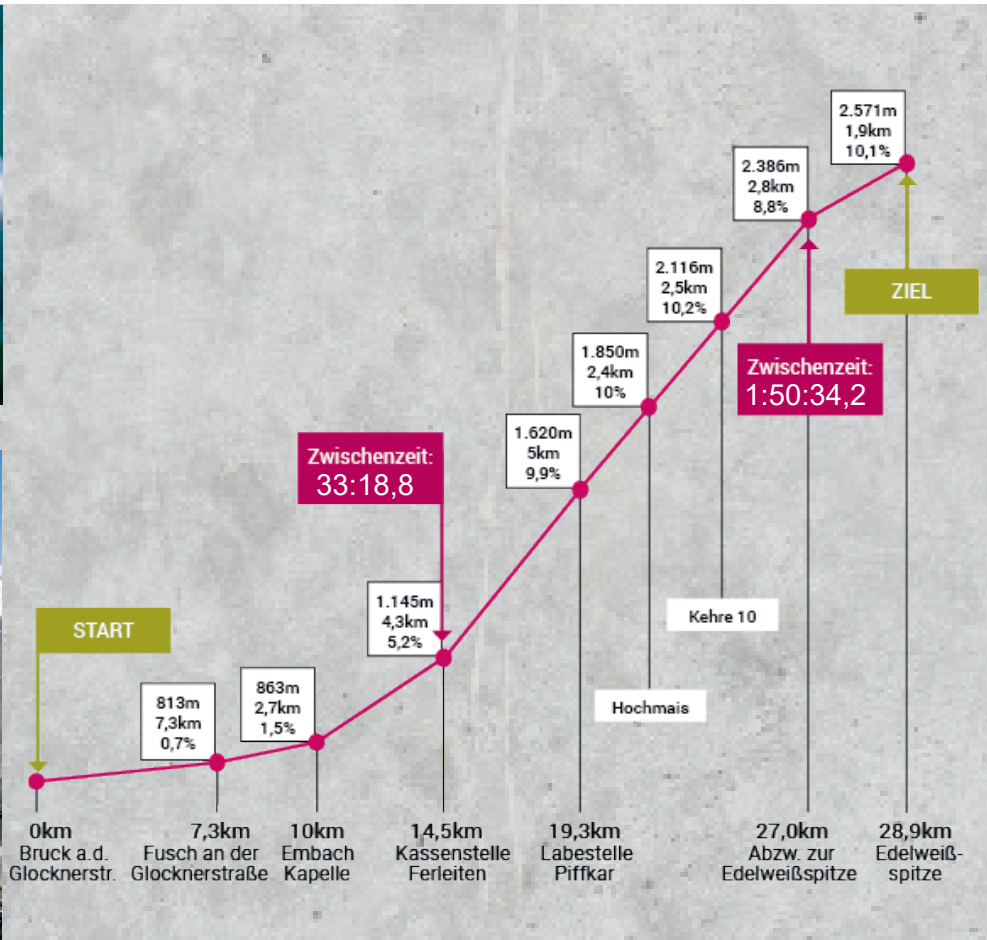 2.571m
1,9km
10,1%
2.386m
2,8km
8,8%
2.116m
2,5km
10,2%
ZIEL
1.850m
2,4km
10%
Zwischenzeit:
1:50:34,2
1.620m
5km
9,9%
Zwischenzeit:
33:18,8
1.145m
4,3km
5,2%
Kehre 10
START
863m
2,7km
1,5%
813m
7,3km
0,7%
Hochmais
0km
Bruck a.d.
Glocknerstr.
7,3km
Fusch an der
Glocknerstraße
10km
Embach
Kapelle
14,5km
Kassenstelle
Ferleiten
19,3km
Labestelle
Piffkar
27,0km
Abzw. zur
Edelweißspitze
28,9km
Edelweiß-
spitze